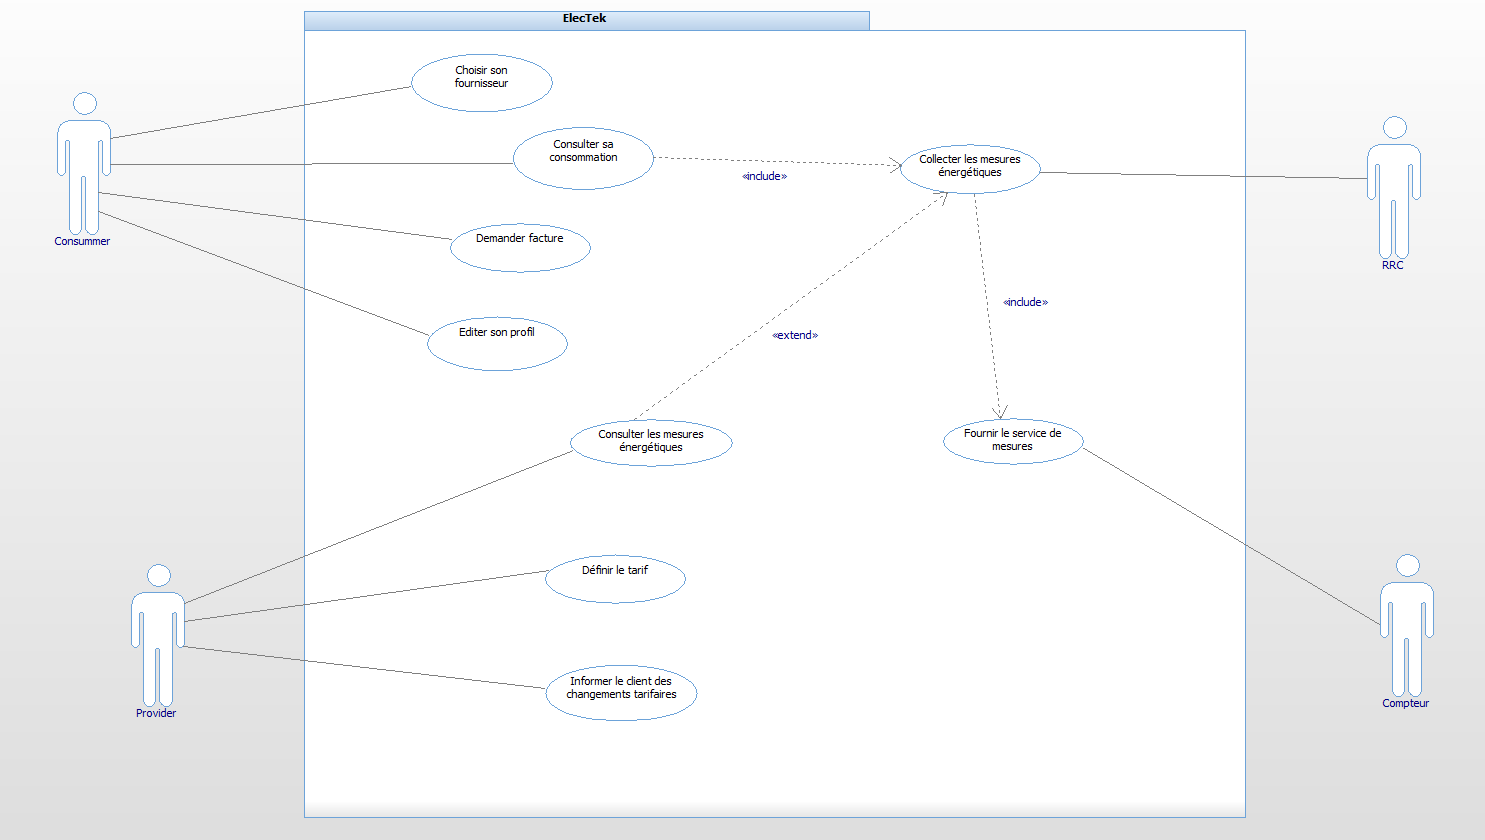 ElecTek
Choisir son
fournisseur
Consulter sa
consommation
«include»
Collecter les mesures
énergétiques
Consummer
Demander facture
RRC
«include»
Editer son profil
«extend»
Consulter les mesures
énergétiques
Fournir le service de
mesures
Définir le tarif
Informer le client des
changements tarifaires
Provider
Compteur